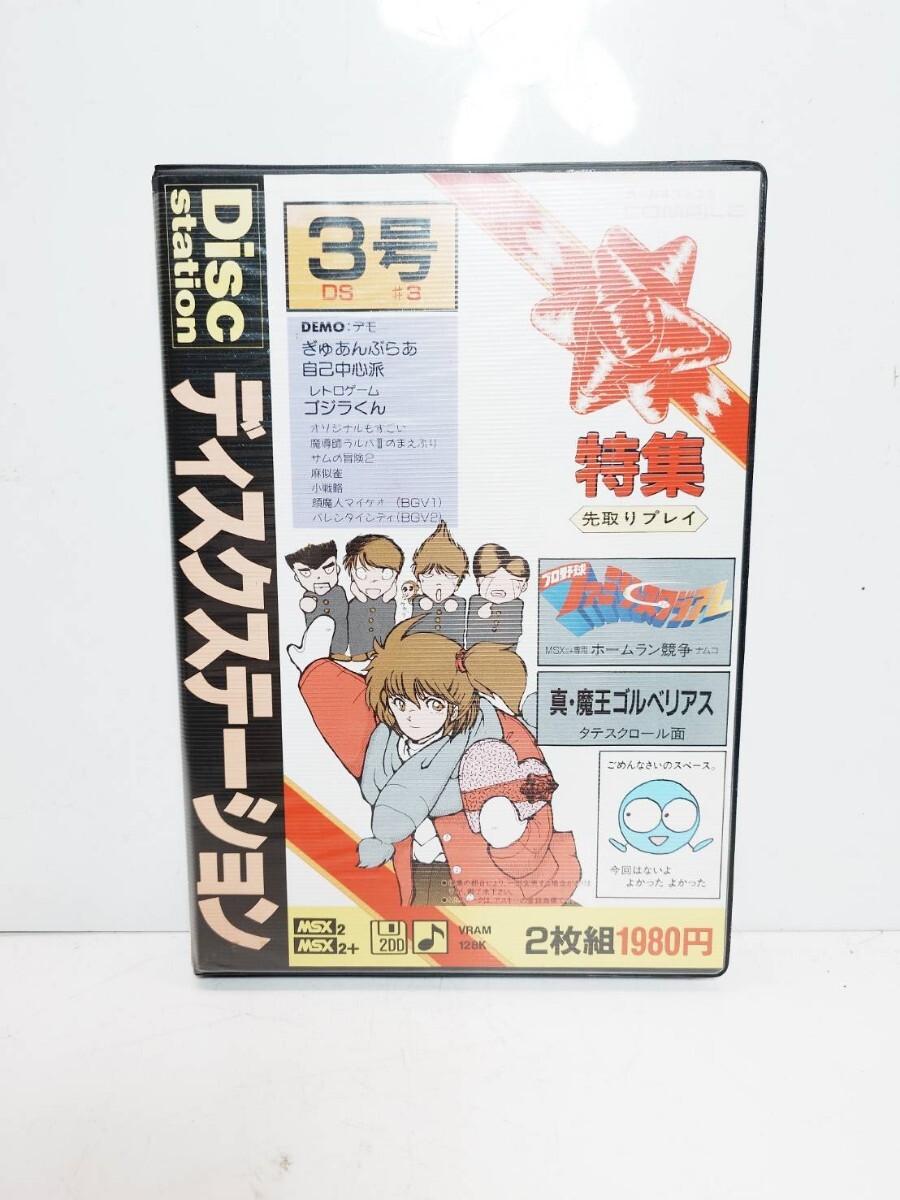 Disc
station
ディスクステーション
3号
DS #3
DEMO:デモ
ぎゅあんぶらあ
自己中心派
レトロゲーム
ゴジラくん
オリジナルもすごい
魔導師ラルバⅢのまえぶり
サムの冒険2
麻似雀
小戦略
顔魔人マイケオ(BGV1)
バレンタインデイ(BGV2)
特集
先取りプレイ
プロ野球
MSX2+専用 ホームラン競争 ナムコ
真・魔王ゴルベリアス
タテスクロール面
ごめんなさいのスペース。
今回はないよ
よかった よかった
MSX2
MSX2+
2DD
VRAM
128K
2枚組1980円